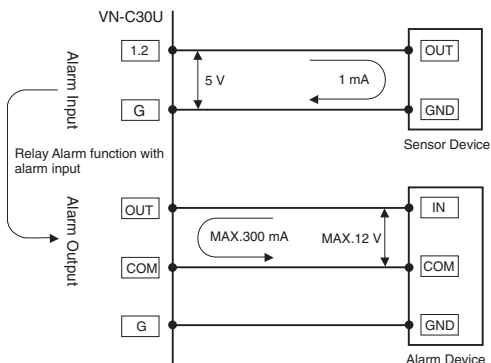 VN-C30U
1.2
OUT
Alarm Input
5 V
1 mA
G
GND
Sensor Device
Relay Alarm function with
alarm input
Alarm Output
OUT
IN
MAX.300 mA
MAX.12 V
COM
COM
G
GND
Alarm Device